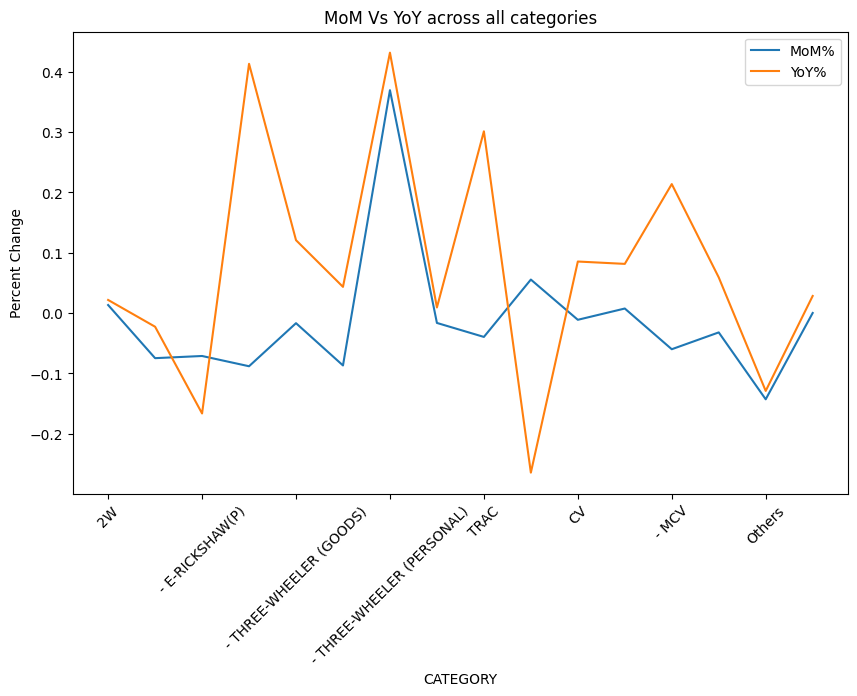 MoM Vs YoY across all categories
MoM%
YoY%
Percent Change
0.4
0.3
0.2
0.1
0.0
−0.1
−0.2
2W
- E-RICKSHAW(P)
- THREE-WHEELER (GOODS)
- THREE-WHEELER (PERSONAL)
TRAC
CV
- MCV
Others
CATEGORY